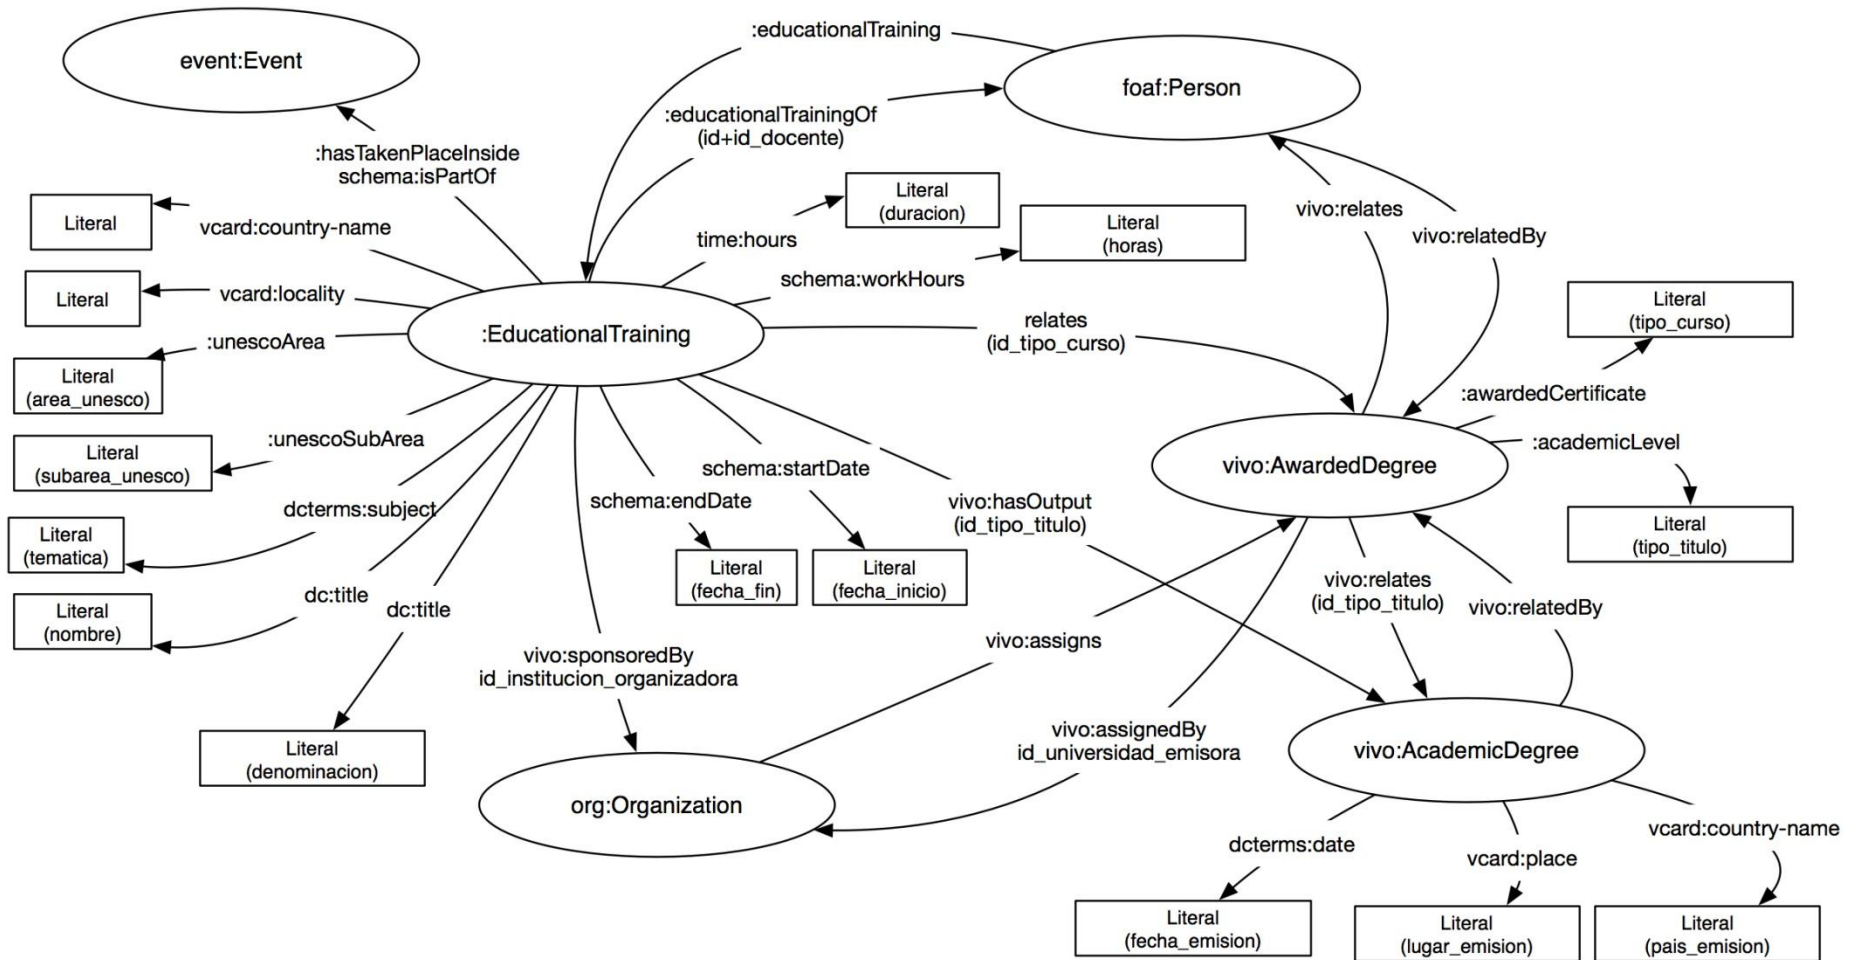 :educationalTraining
event:Event
foaf:Person
:educationalTrainingOf
(id+id_docente)
:hasTakenPlaceInside
schema:isPartOf
Literal
(duracion)
vivo:relates
Literal
vcard:country-name
Literal
(horas)
vivo:relatedBy
time:hours
schema:workHours
Literal
vcard:locality
Literal
(tipo_curso)
:unescoArea
:EducationalTraining
relates
(id_tipo_curso)
Literal
(area_unesco)
:awardedCertificate
:unescoSubArea
:academicLevel
Literal
(subarea_unesco)
schema:startDate
vivo:AwardedDegree
schema:endDate
vivo:hasOutput
(id_tipo_titulo)
dcterms:subject
Literal
(tematica)
Literal
(tipo_titulo)
Literal
(fecha_fin)
Literal
(fecha_inicio)
vivo:relates
(id_tipo_titulo)
dc:title
dc:title
vivo:relatedBy
Literal
(nombre)
vivo:assigns
vivo:sponsoredBy
id_institucion_organizadora
vivo:assignedBy
id_universidad_emisora
Literal
(denominacion)
vivo:AcademicDegree
org:Organization
vcard:country-name
dcterms:date
vcard:place
Literal
(fecha_emision)
Literal
(lugar_emision)
Literal
(pais_emision)